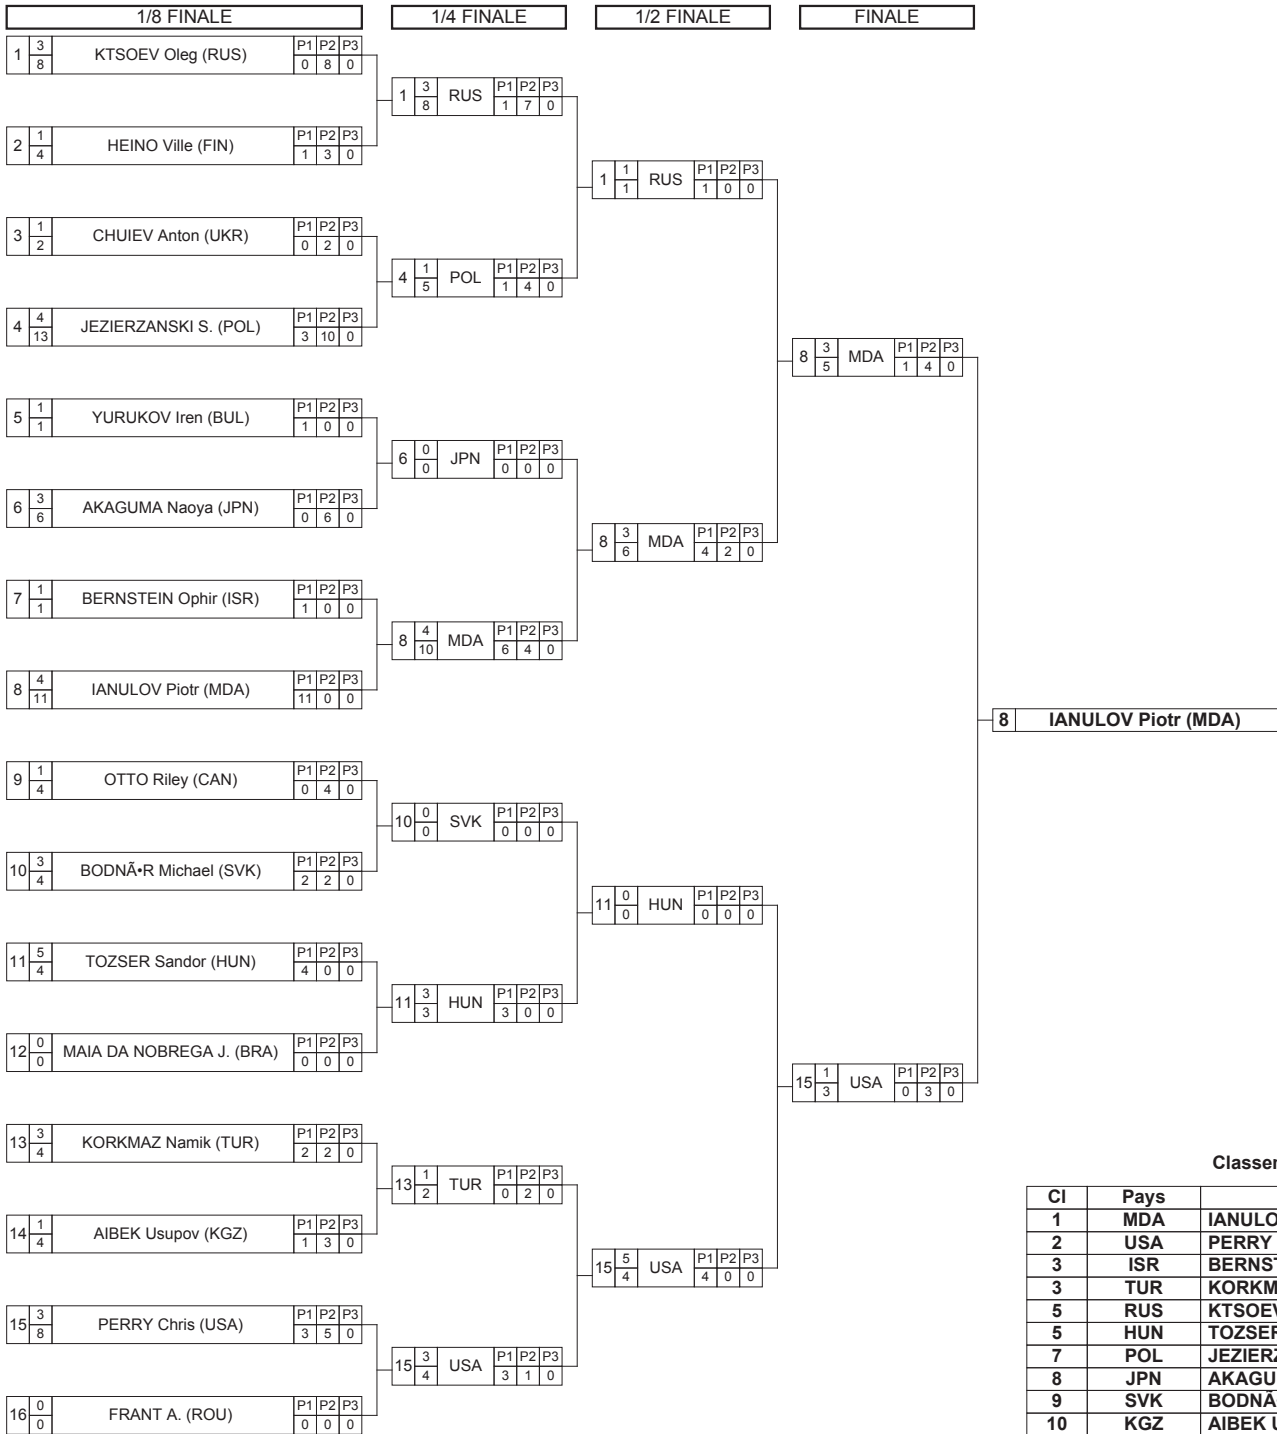 1/8 FINALE 1/4 FINALE 1/2 FINALE FINALE
1 3 8 KTSOEV Oleg (RUS) P1 P2 P3 0 8 0
1 3 8 RUS P1 P2 P3 1 7 0
2 1 4 HEINO Ville (FIN) P1 P2 P3 1 3 0
1 1 1 RUS P1 P2 P3 1 0 0
3 1 2 CHUIEV Anton (UKR) P1 P2 P3 0 2 0
4 1 5 POL P1 P2 P3 1 4 0
4 4 13 JEZIERZANSKI S. (POL) P1 P2 P3 3 10 0
8 3 5 MDA P1 P2 P3 1 4 0
5 1 1 YURUKOV Iren (BUL) P1 P2 P3 1 0 0
6 0 0 JPN P1 P2 P3 0 0 0
6 3 6 AKAGUMA Naoya (JPN) P1 P2 P3 0 6 0
8 3 6 MDA P1 P2 P3 4 2 0
7 1 1 BERNSTEIN Ophir (ISR) P1 P2 P3 1 0 0
8 4 10 MDA P1 P2 P3 6 4 0
8 4 11 IANULOV Piotr (MDA) P1 P2 P3 11 0 0
8 IANULOV Piotr (MDA)
9 1 4 OTTO Riley (CAN) P1 P2 P3 0 4 0
10 0 0 SVK P1 P2 P3 0 0 0
10 3 4 BODNÃ•R Michael (SVK) P1 P2 P3 2 2 0
11 0 0 HUN P1 P2 P3 0 0 0
11 5 4 TOZSER Sandor (HUN) P1 P2 P3 4 0 0
11 3 3 HUN P1 P2 P3 3 0 0
12 0 0 MAIA DA NOBREGA J. (BRA) P1 P2 P3 0 0 0
15 1 3 USA P1 P2 P3 0 3 0
13 3 4 KORKMAZ Namik (TUR) P1 P2 P3 2 2 0
13 1 2 TUR P1 P2 P3 0 2 0
14 1 4 AIBEK Usupov (KGZ) P1 P2 P3 1 3 0
15 5 4 USA P1 P2 P3 4 0 0
15 3 8 PERRY Chris (USA) P1 P2 P3 3 5 0
15 3 4 USA P1 P2 P3 3 1 0
16 0 0 FRANT A. (ROU) P1 P2 P3 0 0 0
Classer
Cl Pays
1 MDA IANULO
2 USA PERRY
3 ISR BERNST
3 TUR KORKM
5 RUS KTSOEV
5 HUN TOZSER
7 POL JEZIERZ
8 JPN AKAGU
9 SVK BODNÃ
10 KGZ AIBEK U